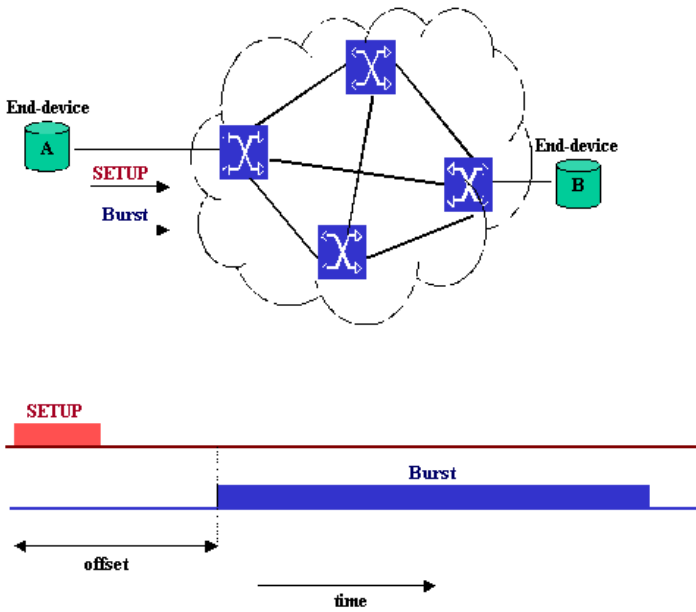 End-device
A
SETUP
Burst
End-device
B
SETUP
Burst
offset
time